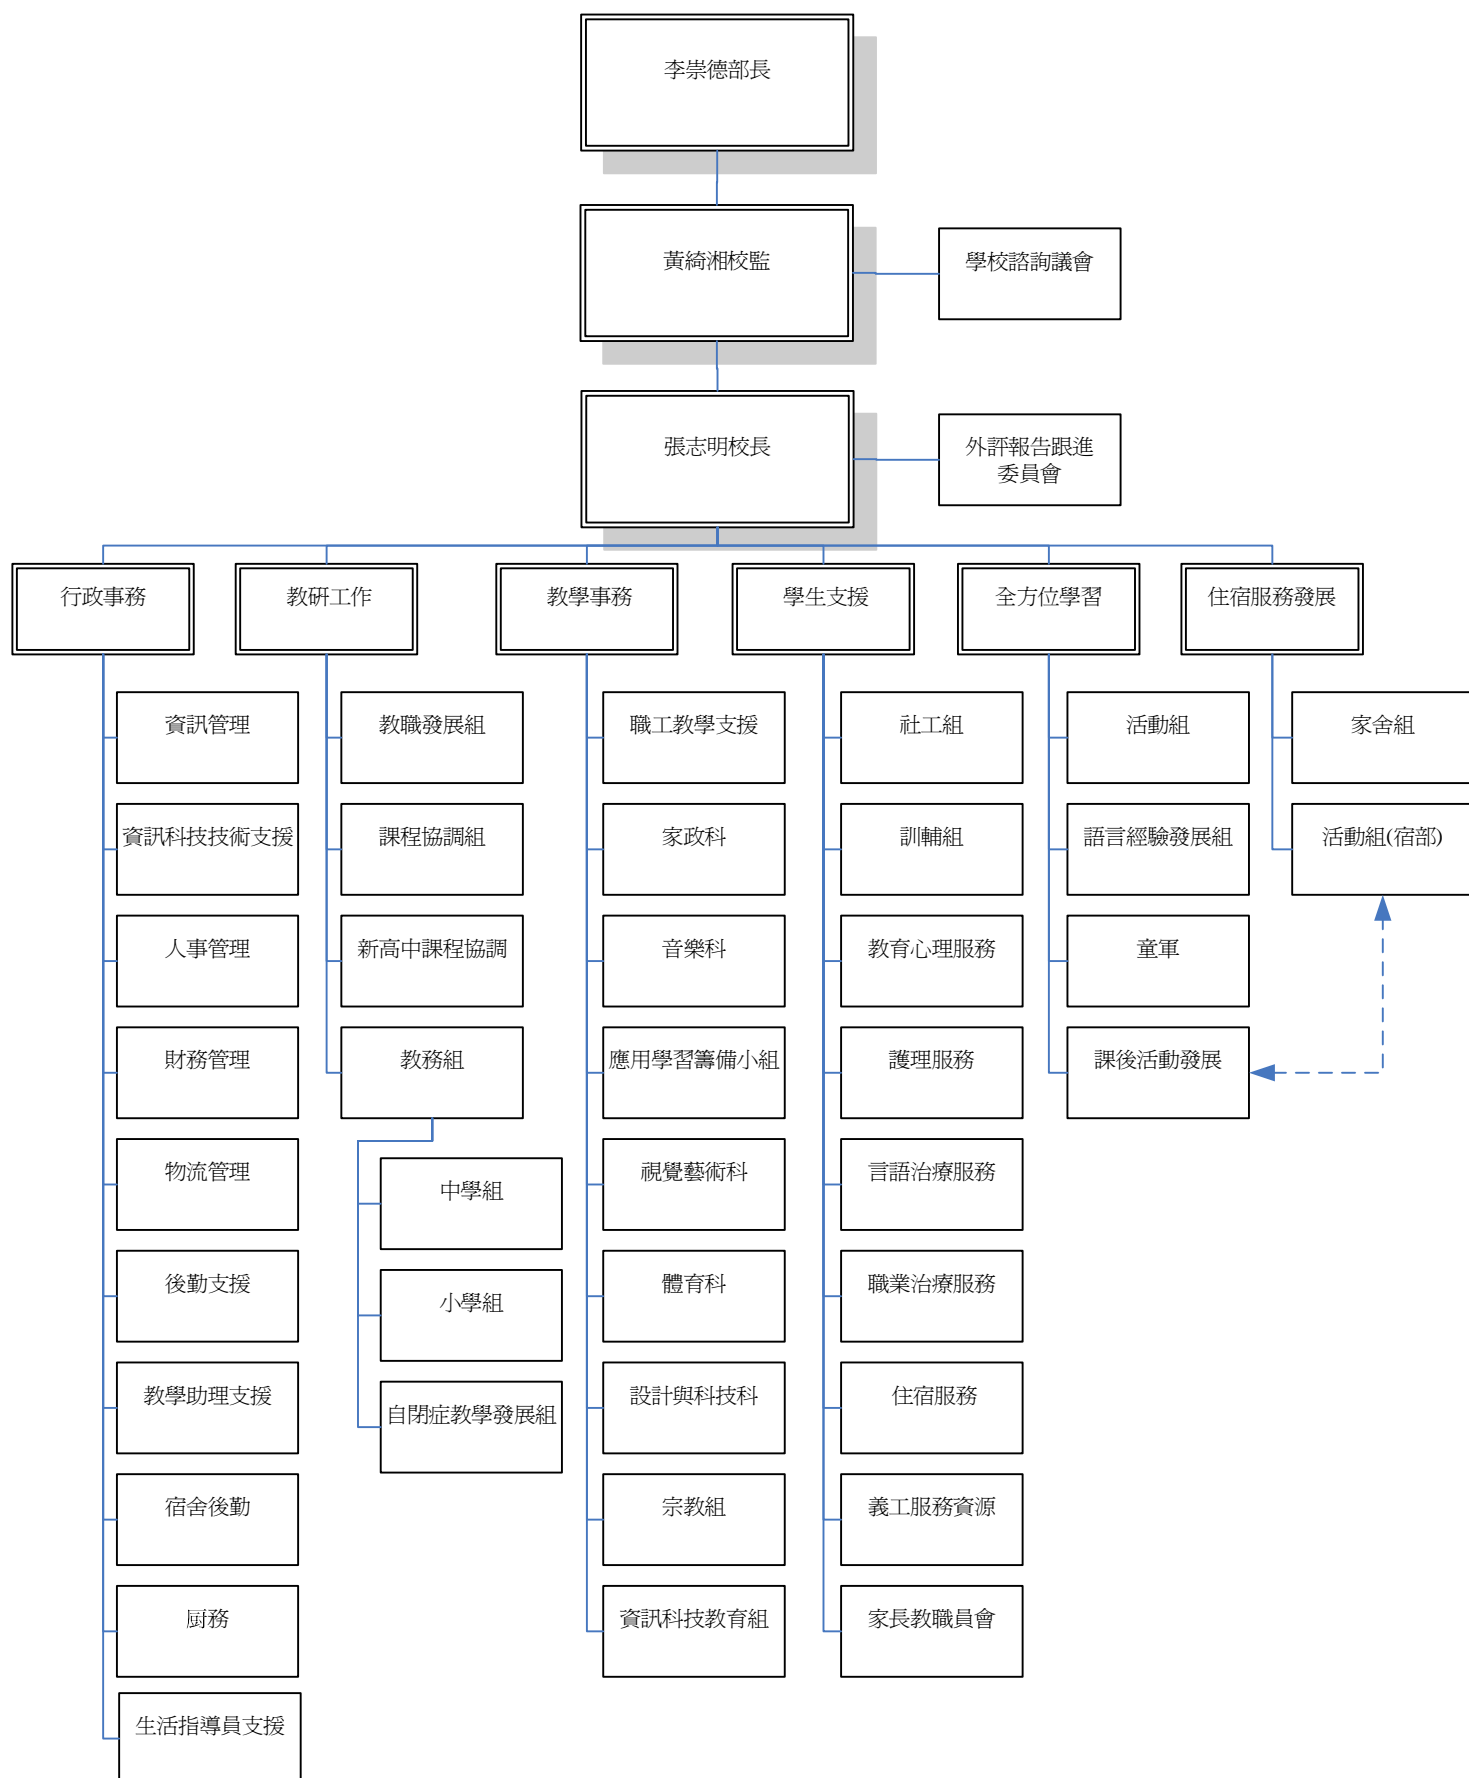 李崇德部長
黃綺湘校監
學校諮詢議會
張志明校長
外評報告跟進
委員會
行政事務
教研工作
教學事務
學生支援
全方位學習
住宿服務發展
資訊管理
教職發展組
職工教學支援
社工組
活動組
家舍組
資訊科技技術支援
課程協調組
家政科
訓輔組
語言經驗發展組
活動組(宿部)
人事管理
新高中課程協調
音樂科
教育心理服務
童軍
財務管理
教務組
應用學習籌備小組
護理服務
課後活動發展
物流管理
中學組
視覺藝術科
言語治療服務
後勤支援
小學組
體育科
職業治療服務
教學助理支援
自閉症教學發展組
設計與科技科
住宿服務
宿舍後勤
宗教組
義工服務資源
厨務
資訊科技教育組
家長教職員會
生活指導員支援